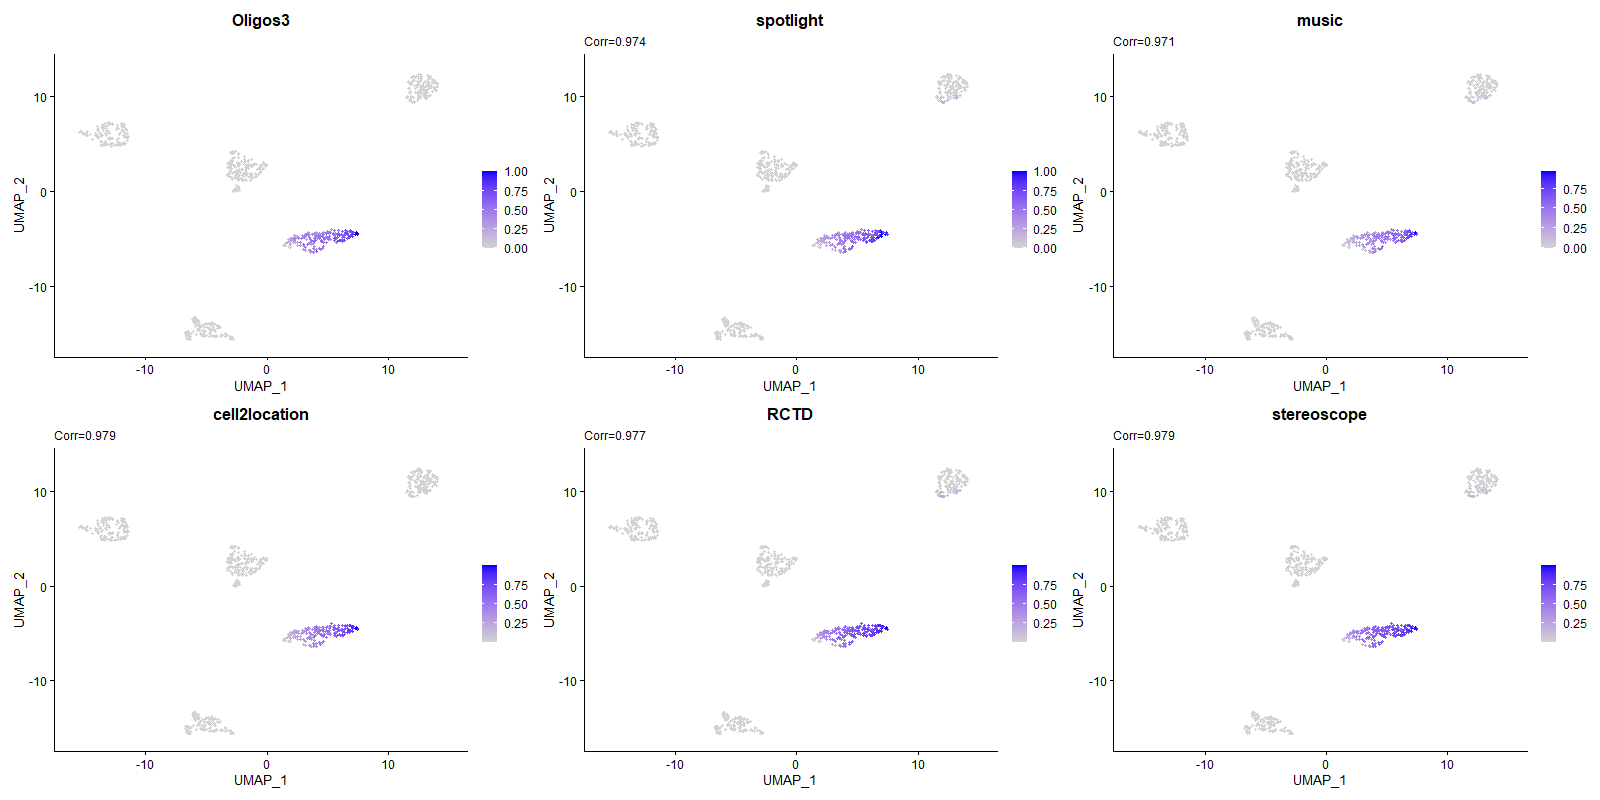 Oligos3
10
0
-10
UMAP_2
-10
0
10
UMAP_1
1.00
0.75
0.50
0.25
0.00
spotlight
Corr=0.974
10
0
-10
UMAP_2
-10
0
10
UMAP_1
1.00
0.75
0.50
0.25
0.00
music
Corr=0.971
10
0
-10
UMAP_2
-10
0
10
UMAP_1
0.75
0.50
0.25
0.00
cell2location
Corr=0.979
10
0
-10
UMAP_2
-10
0
10
UMAP_1
0.75
0.50
0.25
RCTD
Corr=0.977
10
0
-10
UMAP_2
-10
0
10
UMAP_1
0.75
0.50
0.25
stereoscope
Corr=0.979
10
0
-10
UMAP_2
-10
0
10
UMAP_1
0.75
0.50
0.25